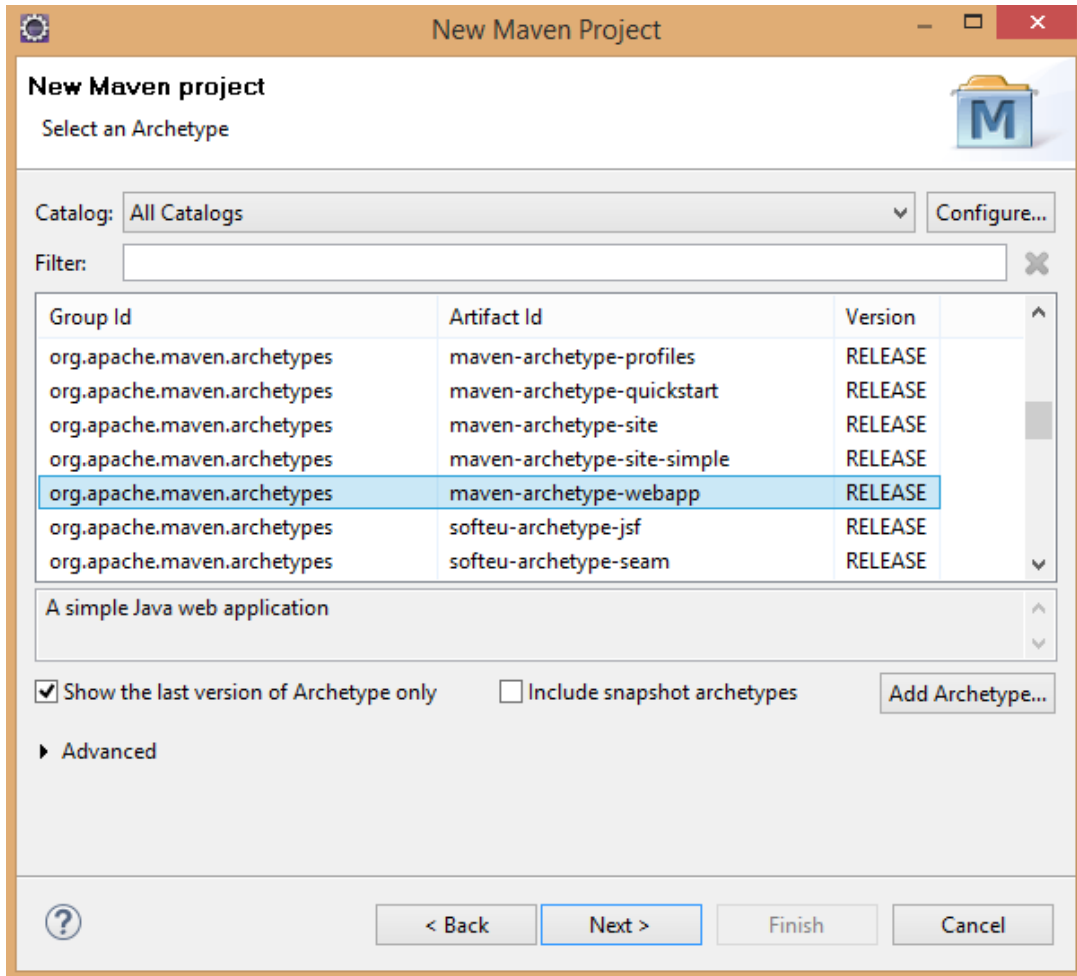 New Maven Project
New Maven project
Select an Archetype
M
Catalog: All Catalogs Configure...
Filter:
Group Id Artifact Id Version
org.apache.maven.archetypes maven-archetype-profiles RELEASE
org.apache.maven.archetypes maven-archetype-quickstart RELEASE
org.apache.maven.archetypes maven-archetype-site RELEASE
org.apache.maven.archetypes maven-archetype-site-simple RELEASE
org.apache.maven.archetypes maven-archetype-webapp RELEASE
org.apache.maven.archetypes softeu-archetype-jsf RELEASE
org.apache.maven.archetypes softeu-archetype-seam RELEASE
A simple Java web application
Show the last version of Archetype only Include snapshot archetypes Add Archetype...
Advanced
? < Back Next > Finish Cancel